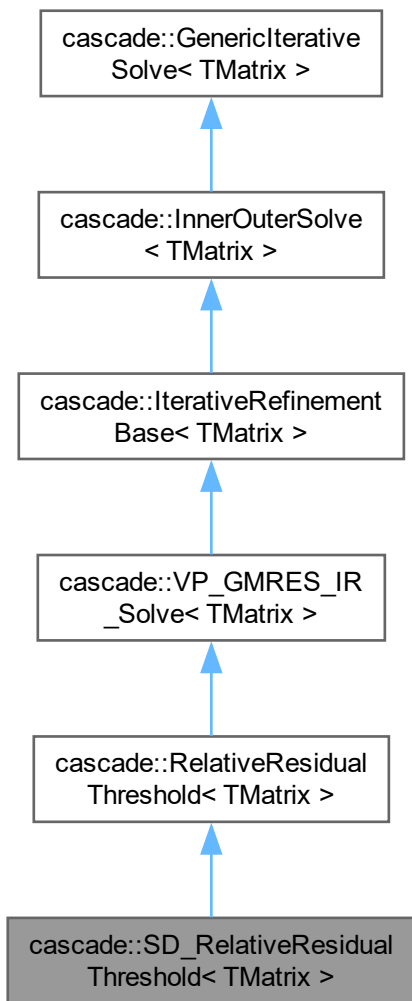 cascade::GenericIterative
Solve< TMatrix >
cascade::InnerOuterSolve
< TMatrix >
cascade::IterativeRefinement
Base< TMatrix >
cascade::VP_GMRES_IR
_Solve< TMatrix >
cascade::RelativeResidual
Threshold< TMatrix >
cascade::SD_RelativeResidual
Threshold< TMatrix >